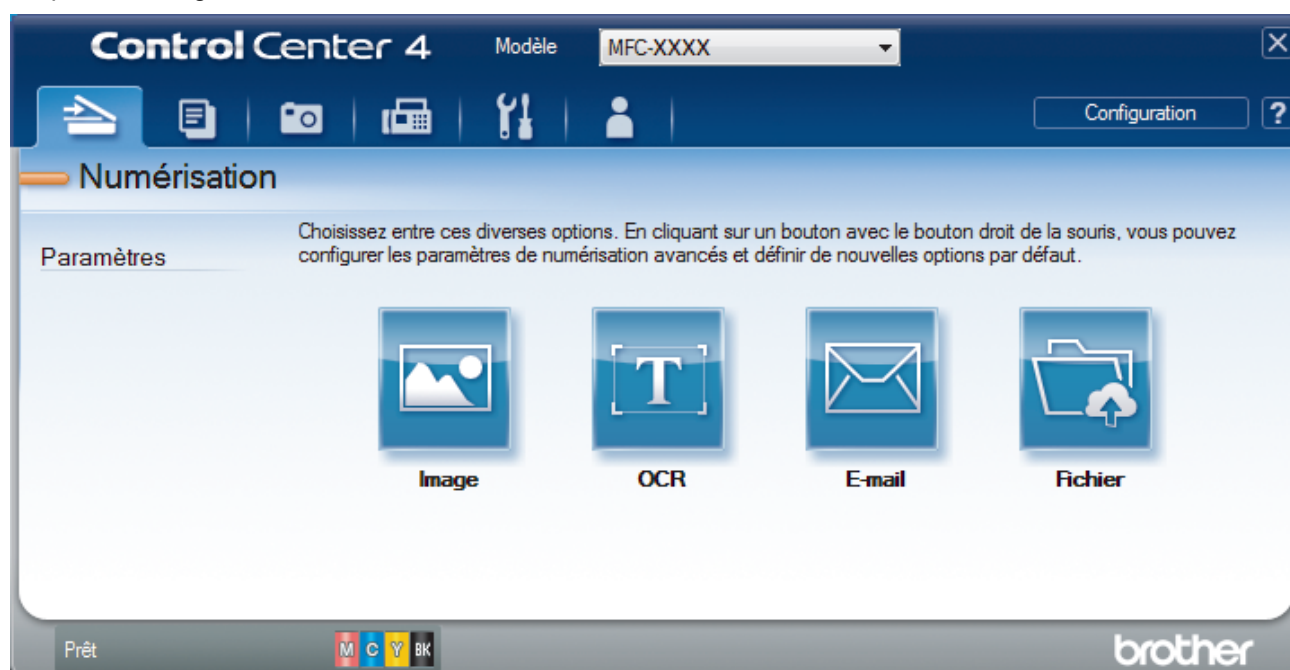 Control Center 4
Modèle
MFC-XXXX
Configuration
?
Numérisation
Paramètres
Choisissez entre ces diverses options. En cliquant sur un bouton avec le bouton droit de la souris, vous pouvez
configurer les paramètres de numérisation avancés et définir de nouvelles options par défaut.
T
Image
OCR
E-mail
Fichier
Prêt
M C Y BK
brother